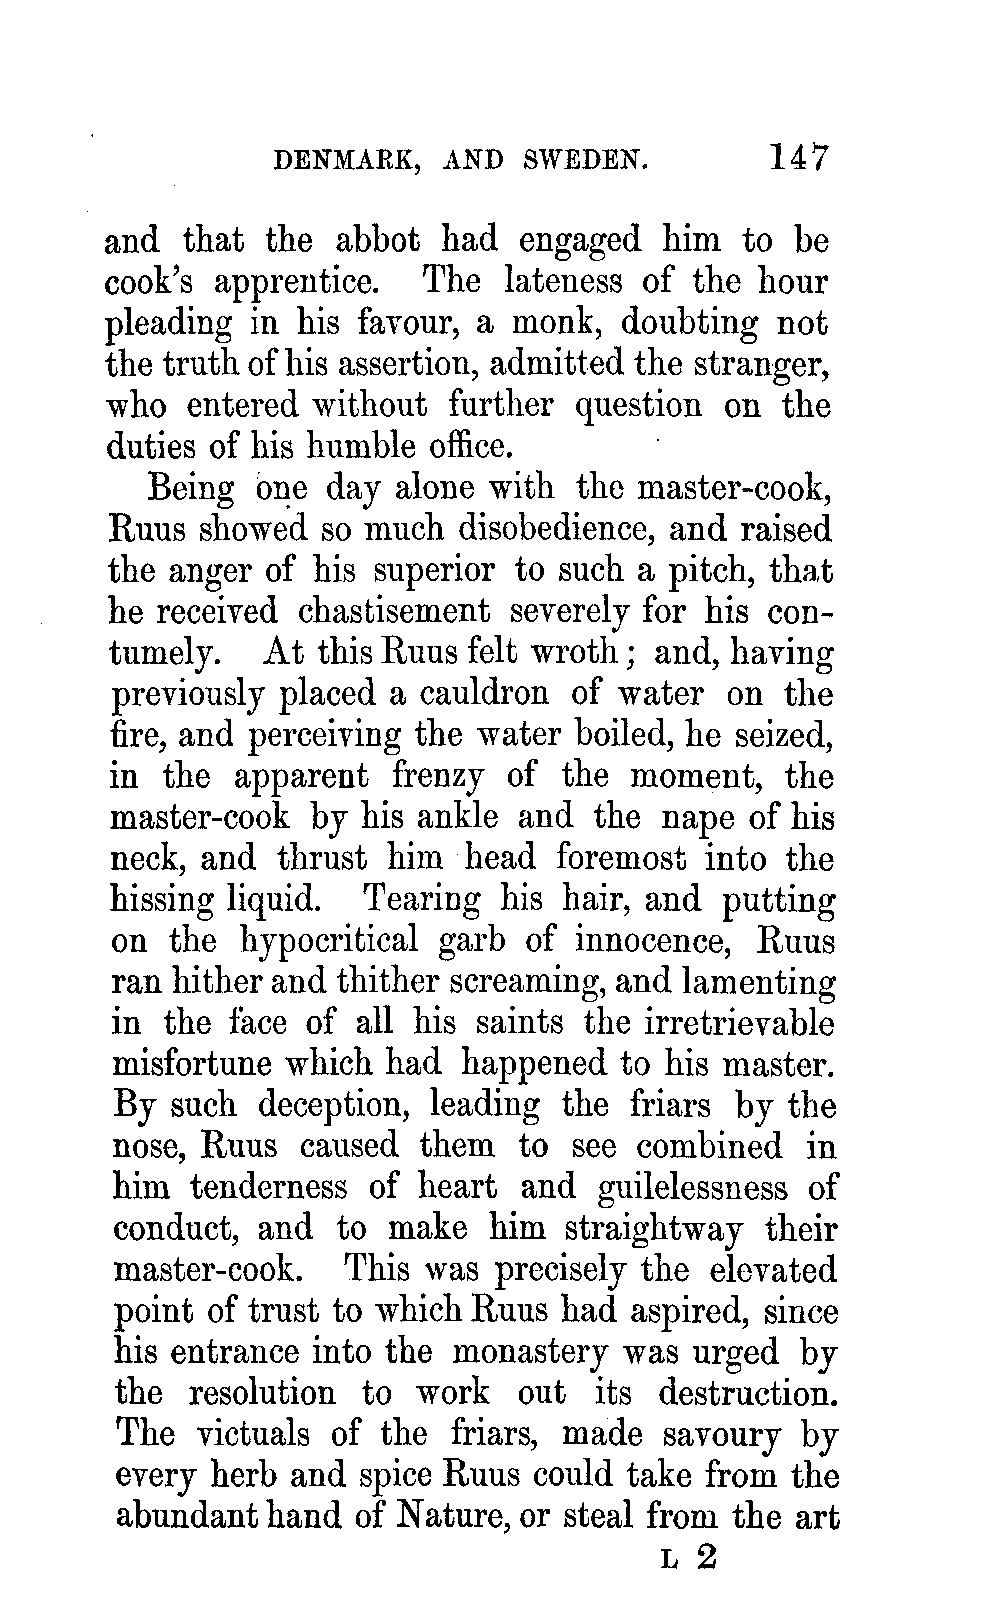 DENMARK, AND SWEDEN. 147
and that the abbot had engaged him to be
cook's apprentice. The lateness of the hour
pleading in his favour, a monk, doubting not
the truth of his assertion, admitted the stranger,
who entered without further question on the
duties of his humble office.
Being one day alone with the master-cook,
Ruus showed so much disobedience, and raised
the anger of his superior to such a pitch, that
he received chastisement severely for his con-
tumely. At this Ruus felt wroth; and, having
previously placed a cauldron of water on the
fire, and perceiving the water boiled, he seized,
in the apparent frenzy of the moment, the
master-cook by his ankle and the nape of his
neck, and thrust him head foremost into the
hissing liquid. Tearing his hair, and putting
on the hypocritical garb of innocence, Ruus
ran hither and thither screaming, and lamenting
in the face of all his saints the irretrievable
misfortune which had happened to his master.
By such deception, leading the friars by the
nose, Ruus caused them to see combined in
him tenderness of heart and guilelessness of
conduct, and to make him straightway their
master-cook. This was precisely the elevated
point of trust to which Ruus had aspired, since
his entrance into the monastery was urged by
the resolution to work out its destruction.
The victuals of the friars, made savoury by
every herb and spice Ruus could take from the
abundant hand of Nature, or steal from the art
L 2